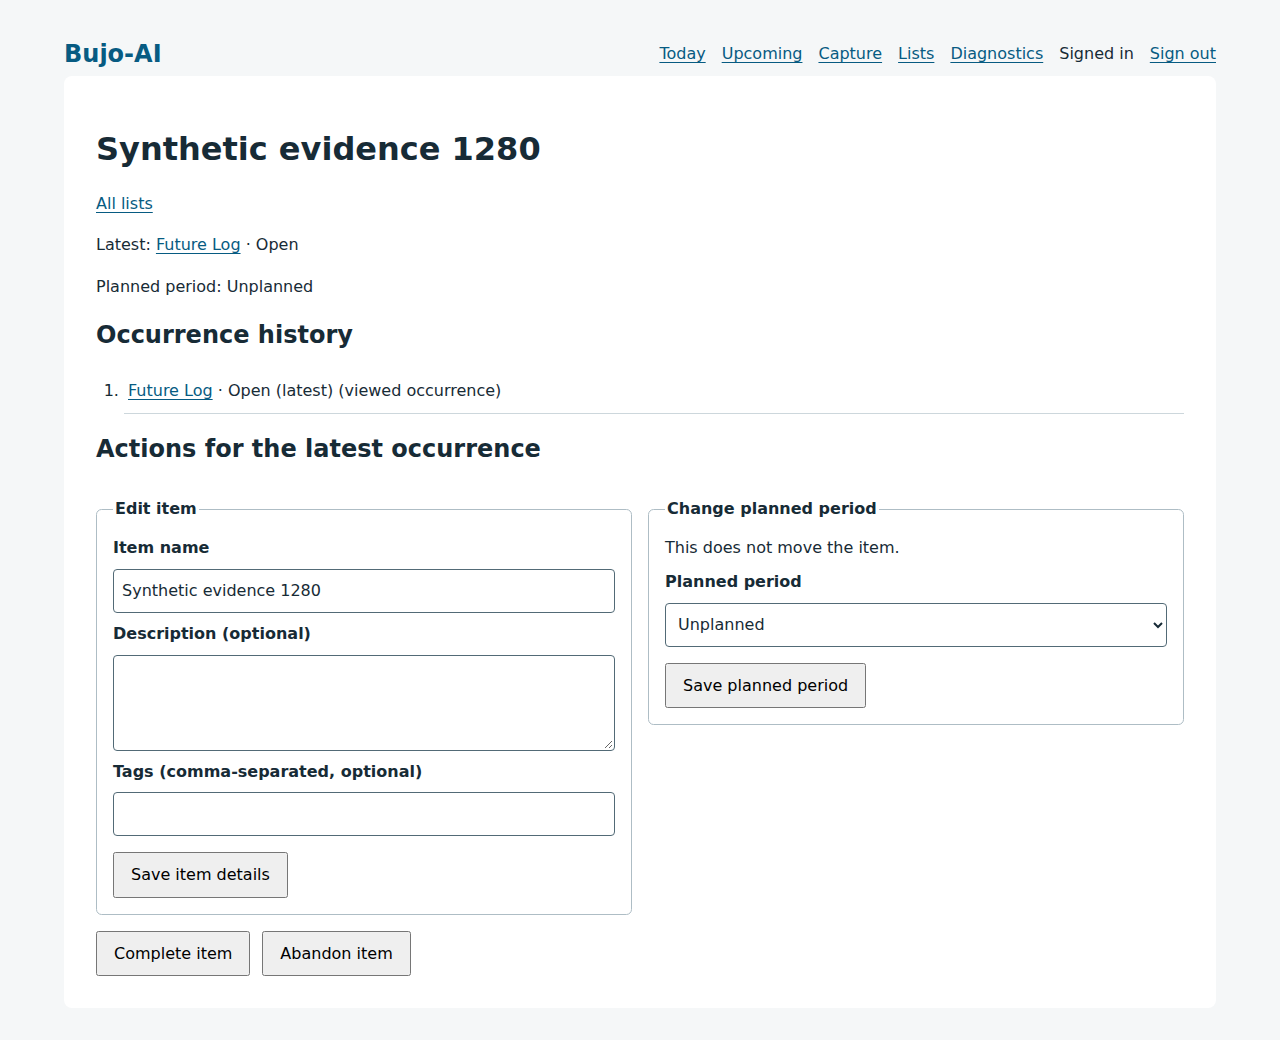 Bujo-AI
Today Upcoming Capture Lists Diagnostics Signed in Sign out
Synthetic evidence 1280
All lists
Latest: Future Log · Open
Planned period: Unplanned
Occurrence history
1. Future Log · Open (latest) (viewed occurrence)
Actions for the latest occurrence
Edit item
Item name
Synthetic evidence 1280
Description (optional)
Tags (comma-separated, optional)
Save item details
Change planned period
This does not move the item.
Planned period
Unplanned
Save planned period
Complete item
Abandon item